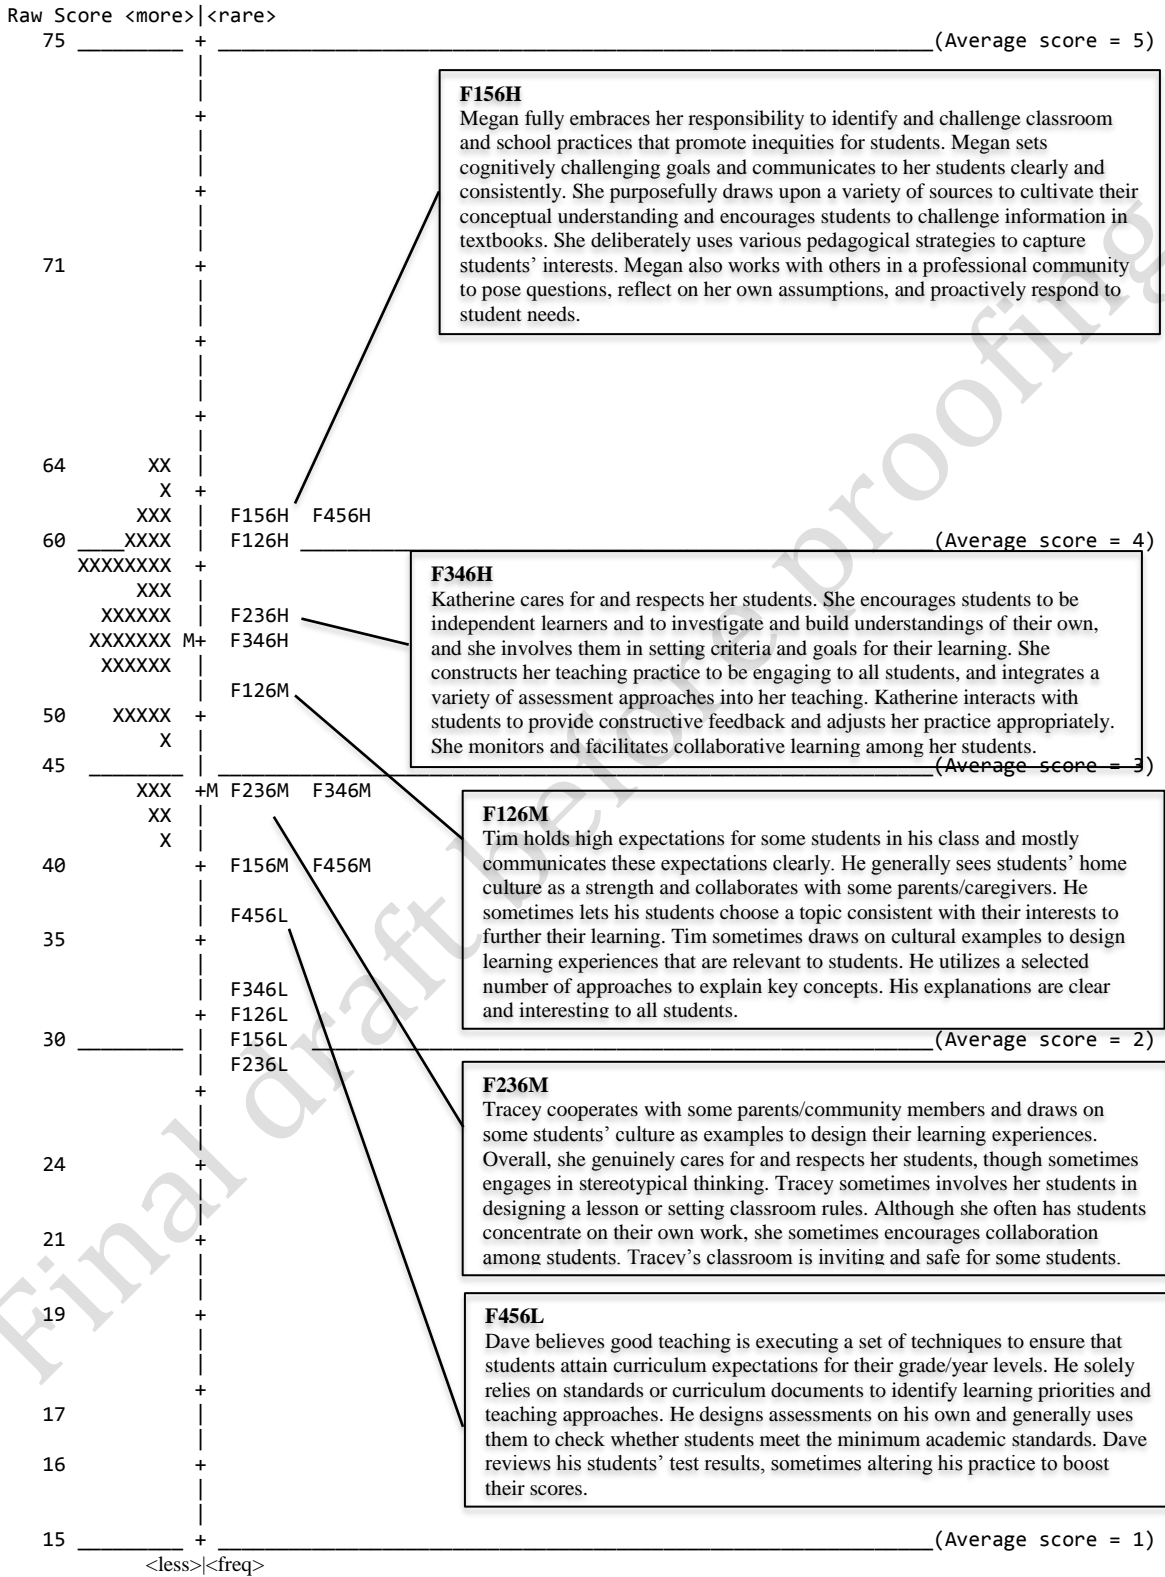 Raw Score <more>|<rare>
75 _________ + ______________________________________________(Average score = 5)
|
|
F156H
+ Megan fully embraces her responsibility to identify and challenge classroom
| and school practices that promote inequities for students. Megan sets
| cognitively challenging goals and communicates to her students clearly and
+ consistently. She purposefully draws upon a variety of sources to cultivate their
| conceptual understanding and encourages students to challenge information in
| textbooks. She deliberately uses various pedagogical strategies to capture
71 + students’ interests. Megan also works with others in a professional community
| to pose questions, reflect on her own assumptions, and proactively respond to
| student needs.
+
|
|
+
|
64 XX |
X +
XXX | F156H F456H
60 ____XXXX | F126H ______________________________________________(Average score = 4)
XXXXXXXX +
XXX |
XXXXXX | F236H
XXXXXXX M+ F346H
XXXXXX |
| F126M
50 XXXXX +
X |
F346H
Katherine cares for and respects her students. She encourages students to be
independent learners and to investigate and build understandings of their own,
and she involves them in setting criteria and goals for their learning. She
constructs her teaching practice to be engaging to all students, and integrates a
variety of assessment approaches into her teaching. Katherine interacts with
students to provide constructive feedback and adjusts her practice appropriately.
She monitors and facilitates collaborative learning among her students.
45 ________ | ______________________________________________(Average score = 3)
XXX +M F236M F346M
XX |
X |
40 + F156M F456M
|
| F456L
35 +
|
| F346L
+ F126L
F126M
Tim holds high expectations for some students in his class and mostly
communicates these expectations clearly. He generally sees students’ home
culture as a strength and collaborates with some parents/caregivers. He
sometimes lets his students choose a topic consistent with their interests to
further their learning. Tim sometimes draws on cultural examples to design
learning experiences that are relevant to students. He utilizes a selected
number of approaches to explain key concepts. His explanations are clear
and interesting to all students.
30 _________ | F156L ______________________________________________(Average score = 2)
| F236L
+
|
|
24 +
|
|
21 +
F236M
Tracey cooperates with some parents/community members and draws on
some students’ culture as examples to design their learning experiences.
Overall, she genuinely cares for and respects her students, though sometimes
engages in stereotypical thinking. Tracey sometimes involves her students in
designing a lesson or setting classroom rules. Although she often has students
concentrate on their own work, she sometimes encourages collaboration
among students. Tracey’s classroom is inviting and safe for some students.
|
|
19 +
|
|
+
17 |
|
16 +
|
|
F456L
Dave believes good teaching is executing a set of techniques to ensure that
students attain curriculum expectations for their grade/year levels. He solely
relies on standards or curriculum documents to identify learning priorities and
teaching approaches. He designs assessments on his own and generally uses
them to check whether students meet the minimum academic standards. Dave
reviews his students’ test results, sometimes altering his practice to boost
their scores.
15 _________ + ______________________________________________(Average score = 1)
<less>|<freq>
Final draft before proofing